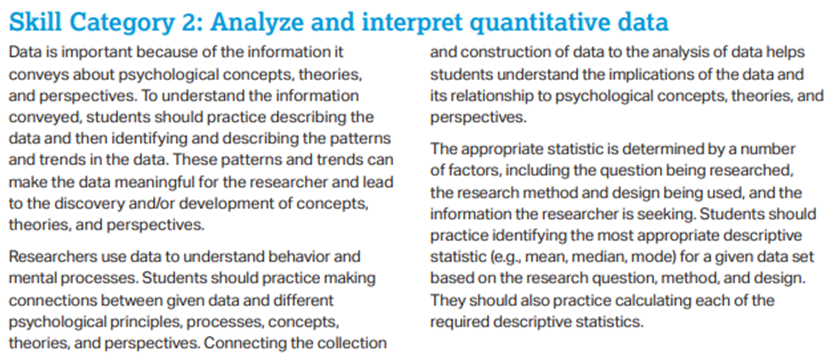 Skill Category 2: Analyze and interpret quantitative data
Data is important because of the information it
conveys about psychological concepts, theories,
and perspectives. To understand the information
conveyed, students should practice describing the
data and then identifying and describing the patterns
and trends in the data. These patterns and trends can
make the data meaningful for the researcher and lead
to the discovery and/or development of concepts,
theories, and perspectives.
Researchers use data to understand behavior and
mental processes. Students should practice making
connections between given data and different
psychological principles, processes, concepts,
theories, and perspectives. Connecting the collection
and construction of data to the analysis of data helps
students understand the implications of the data and
its relationship to psychological concepts, theories, and
perspectives.
The appropriate statistic is determined by a number
of factors, including the question being researched,
the research method and design being used, and the
information the researcher is seeking. Students should
practice identifying the most appropriate descriptive
statistic (e.g., mean, median, mode) for a given data set
based on the research question, method, and design.
They should also practice calculating each of the
required descriptive statistics.